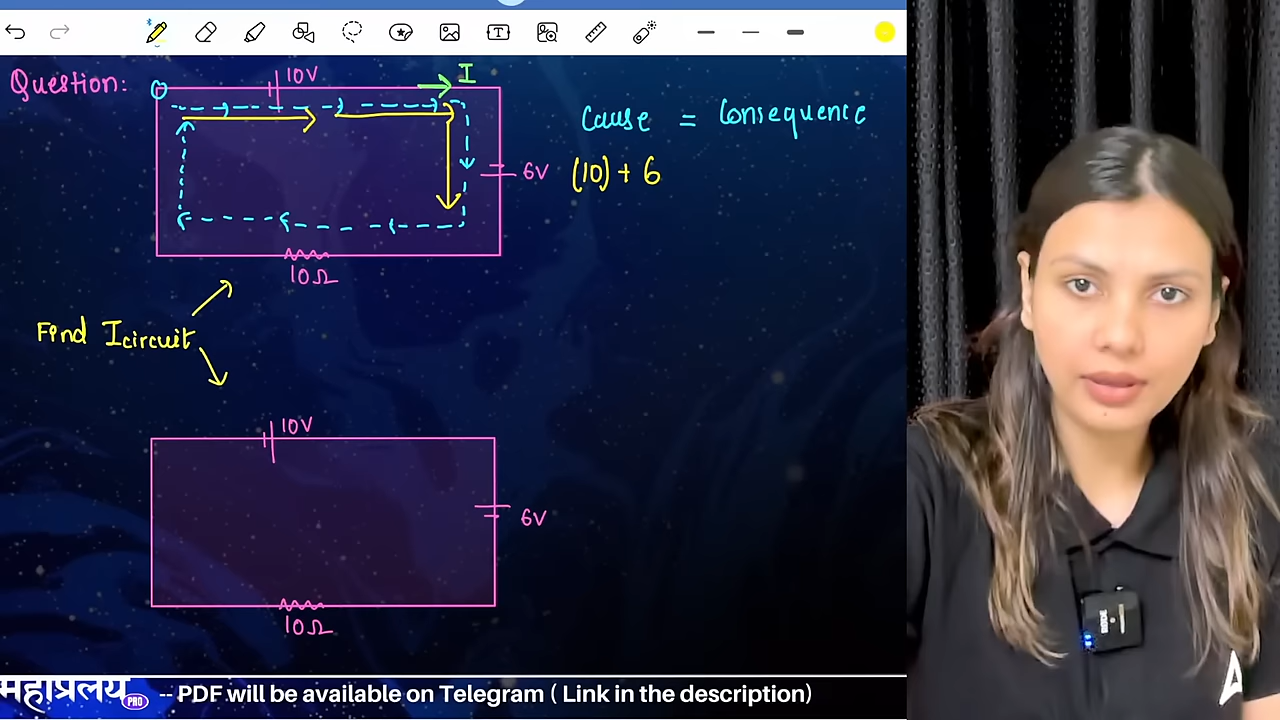 Question:
10V
I
Cause = Consequence
6V
(10) + 6
10Ω
Find Icircuit
10V
6V
10Ω
महाप्रलय PRO -- PDF will be available on Telegram ( Link in the description)